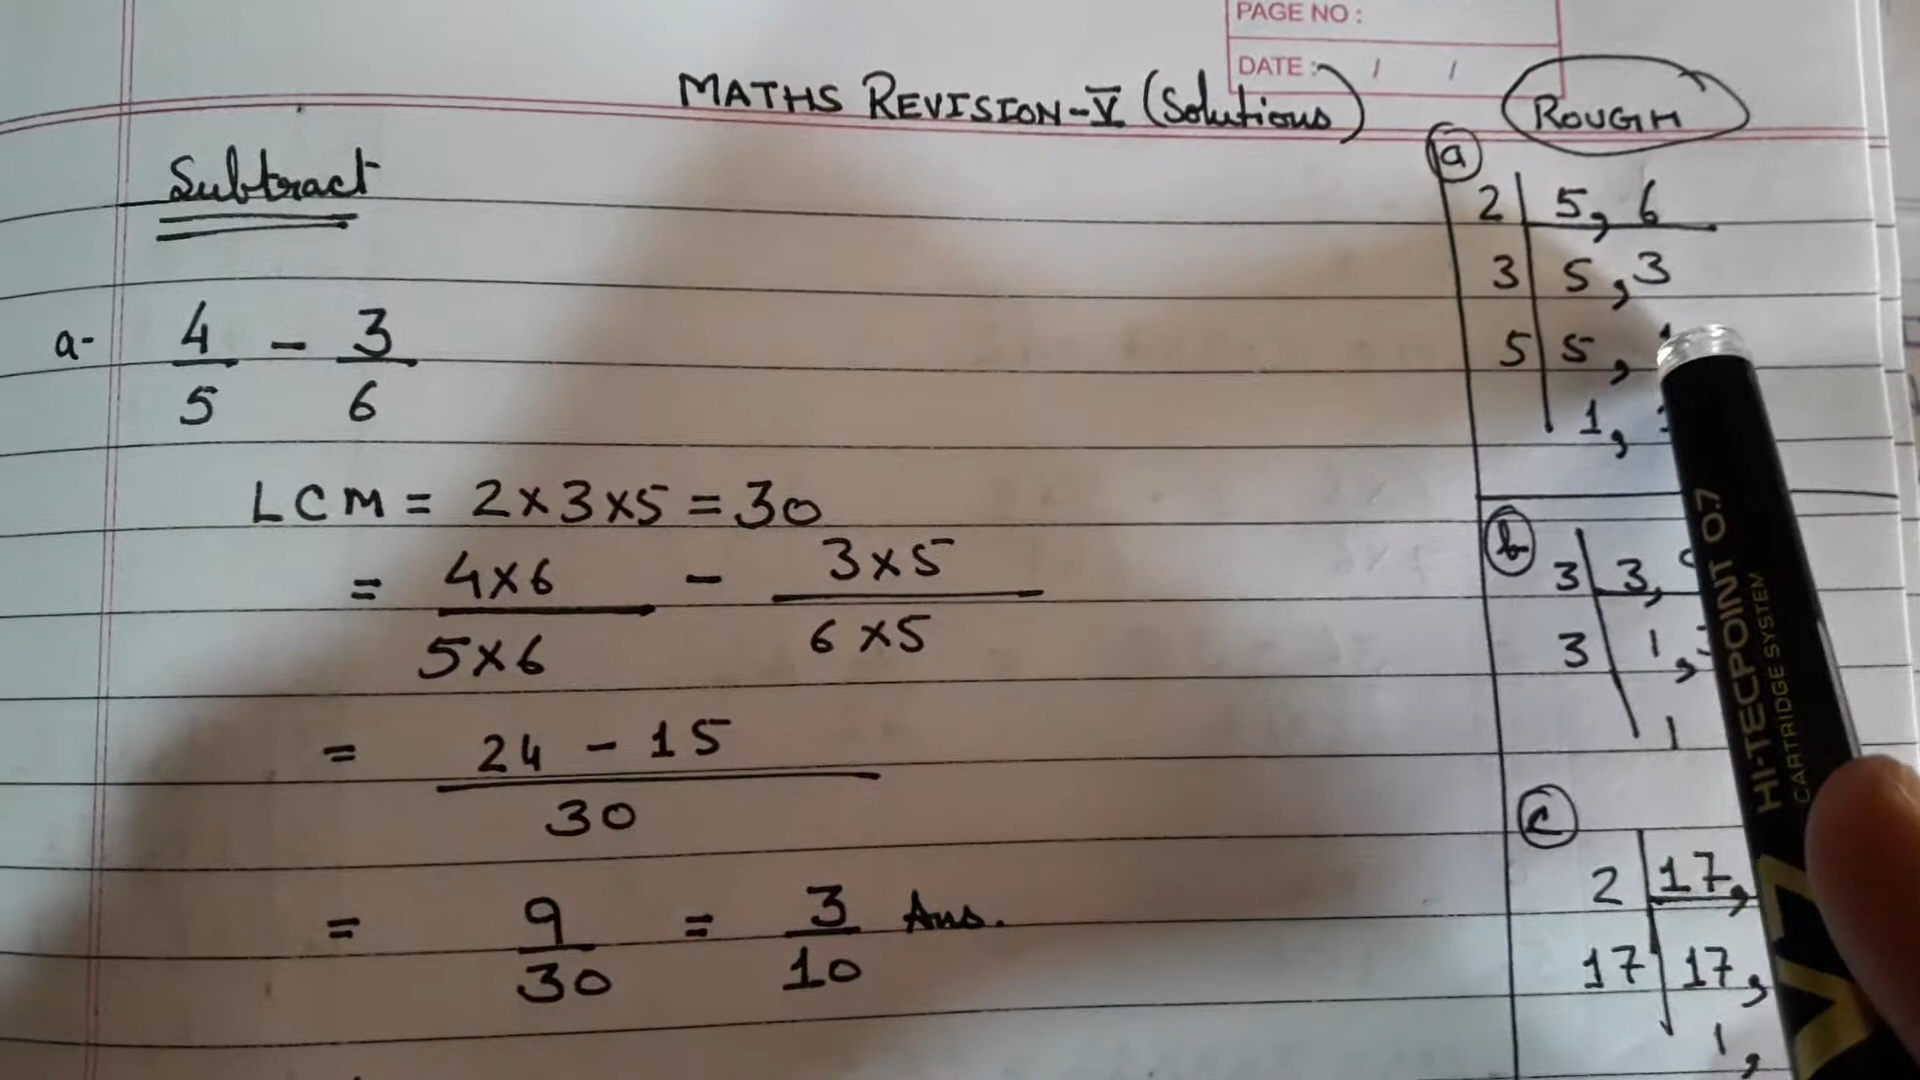 PAGE NO :
DATE : / /
MATHS REVISION-V (Solutions)
ROUGH
Subtract
a- 4/5 - 3/6
LCM = 2×3×5 = 30
= 4×6/5×6 - 3×5/6×5
= 24 - 15/30
= 9/30 = 3/10 Ans.
a
2 | 5, 6
3 | 5, 3
5 | 5,
1,
b
3 | 3,
3 | 1,
1
c
2 | 17,
17 | 17,
1,
HI-TECPOINT 0.7
CARTRIDGE SYSTEM
V7